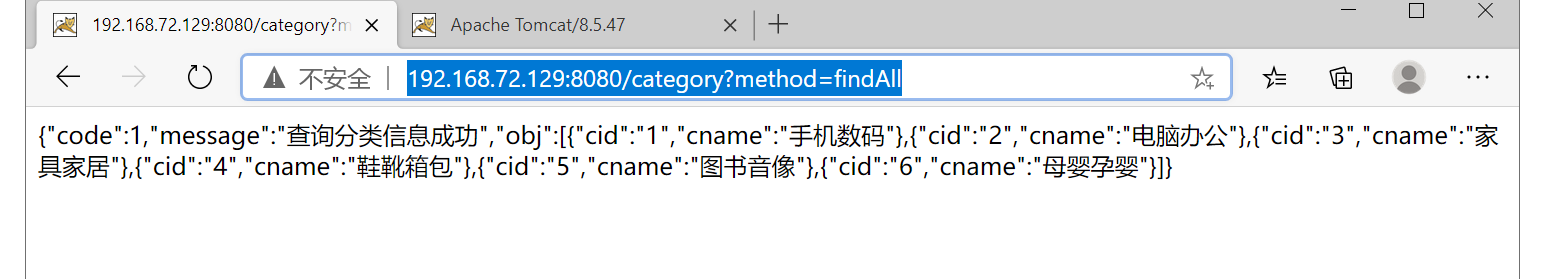 192.168.72.129:8080/category?m
Apache Tomcat/8.5.47
不安全
192.168.72.129:8080/category?method=findAll
{"code":1,"message":"查询分类信息成功","obj":[{"cid":"1","cname":"手机数码"},{"cid":"2","cname":"电脑办公"},{"cid":"3","cname":"家
具家居"},{"cid":"4","cname":"鞋靴箱包"},{"cid":"5","cname":"图书音像"},{"cid":"6","cname":"母婴孕婴"}]}